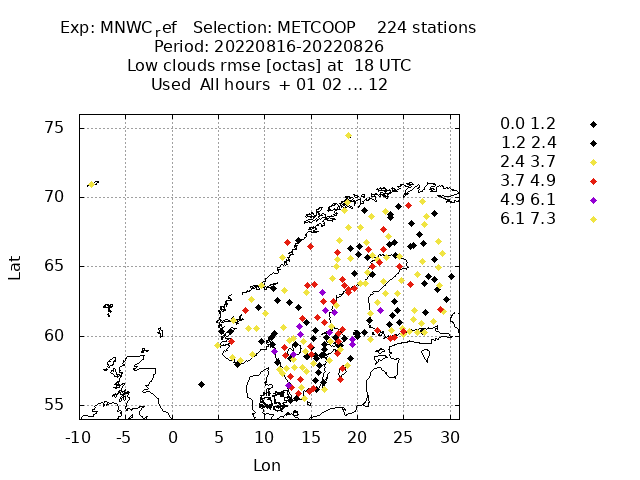 Exp: MNWCref   Selection: METCOOP    224 stations
Period: 20220816-20220826
Low clouds rmse [octas] at  18 UTC
Used  All hours  + 01 02 ... 12
0.0 1.2
1.2 2.4
2.4 3.7
3.7 4.9
4.9 6.1
6.1 7.3
75
70
65
60
55
Lat
-10 -5 0 5 10 15 20 25 30
Lon